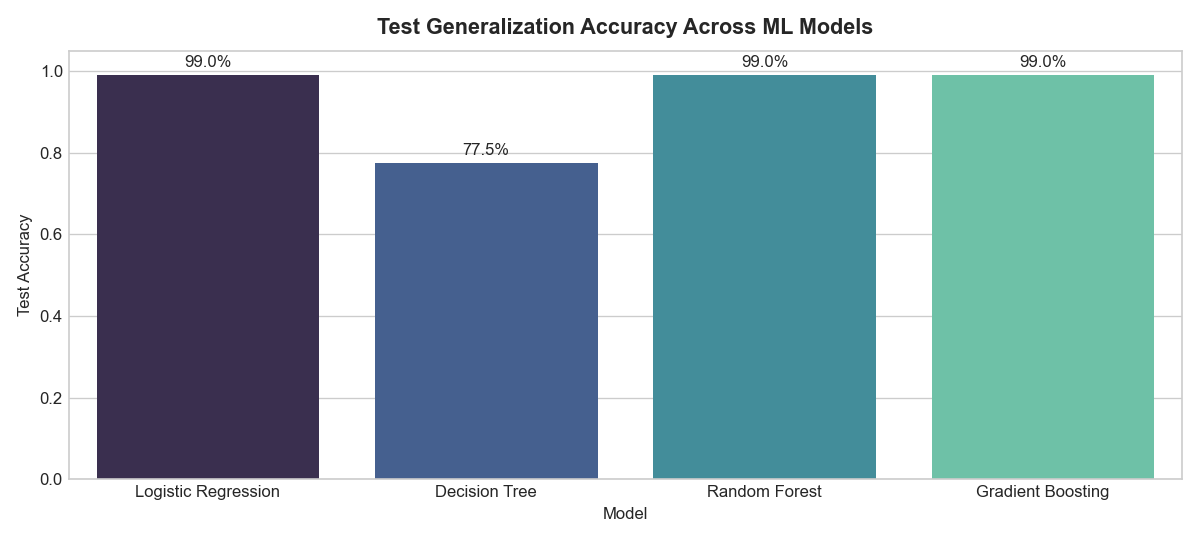 Test Generalization Accuracy Across ML Models
99.0%
77.5%
99.0%
99.0%
1.0
0.8
0.6
0.4
0.2
0.0
Test Accuracy
Logistic Regression
Decision Tree
Random Forest
Gradient Boosting
Model